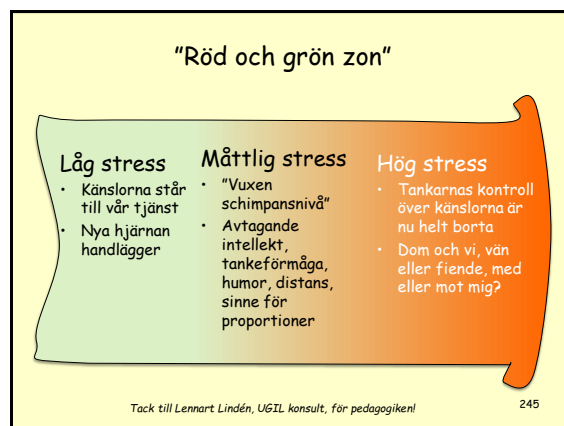 ”Röd och grön zon”
Låg stress
• Känslorna står
till vår tjänst
• Nya hjärnan
handlägger
Måttlig stress
• ”Vuxen
schimpansnivå”
• Avtagande
intellekt,
tankeförmåga,
humor, distans,
sinne för
proportioner
Hög stress
• Tankarnas kontroll
över känslorna är
nu helt borta
• Dom och vi, vän
eller fiende, med
eller mot mig?
Tack till Lennart Lindén, UGIL konsult, för pedagogiken!
245